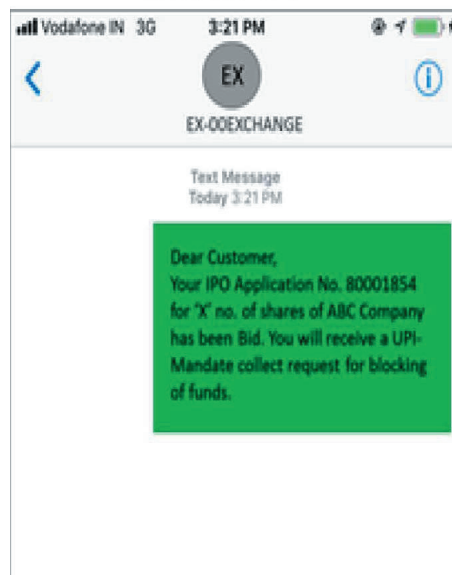 Vodafone IN 3G 3:21 PM
EX
EX-00EXCHANGE
Text Message
Today 3:21 PM
Dear Customer,
Your IPO Application No. 80001854
for 'X' no. of shares of ABC Company
has been Bid. You will receive a UPI-
Mandate collect request for blocking
of funds.